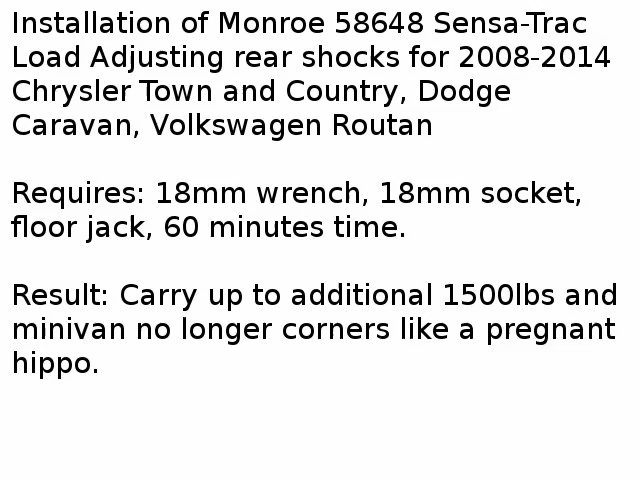 Installation of Monroe 58648 Sensa-Trac
Load Adjusting rear shocks for 2008-2014
Chrysler Town and Country, Dodge
Caravan, Volkswagen Routan
Requires: 18mm wrench, 18mm socket,
floor jack, 60 minutes time.
Result: Carry up to additional 1500lbs and
minivan no longer corners like a pregnant
hippo.